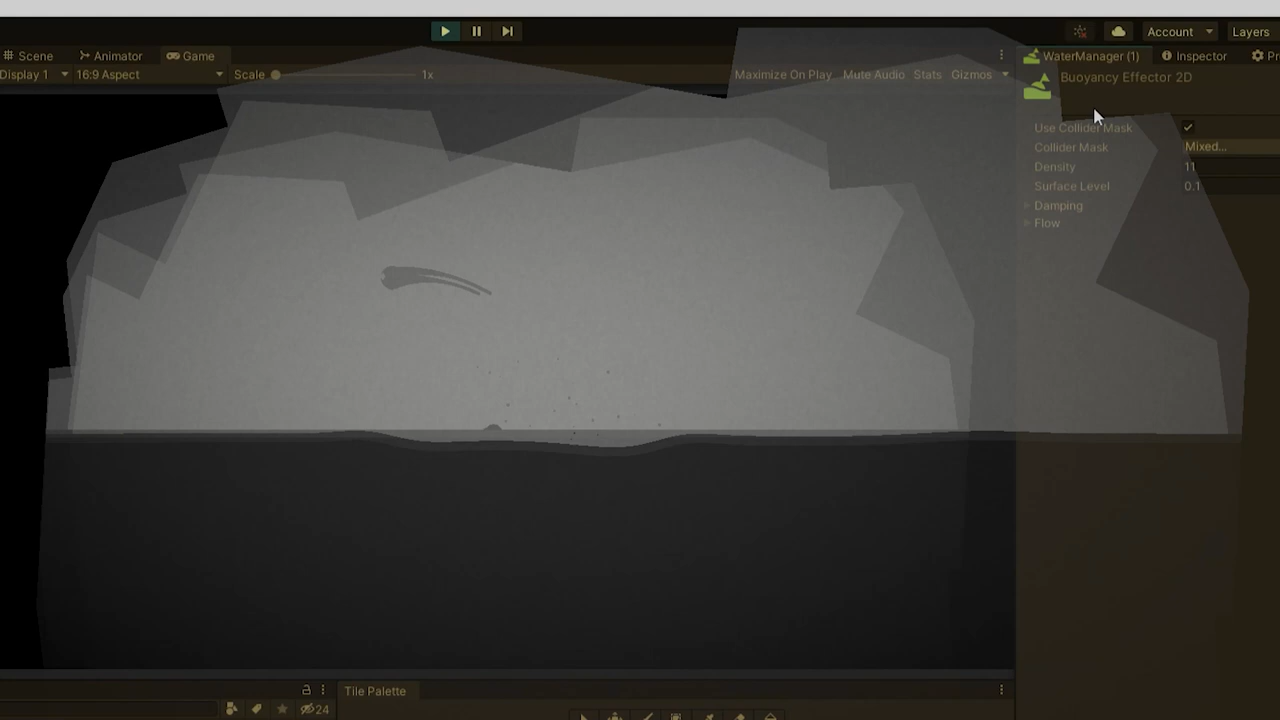 Account
Layers
Scene
Animator
Game
WaterManager (1)
Inspector
Display 1
16:9 Aspect
Scale
1x
Maximize On Play
Mute Audio
Stats
Gizmos
Buoyancy Effector 2D
Use Collider Mask
Collider Mask
Mixed...
Density
11
Surface Level
0.1
Damping
Flow
Tile Palette
24